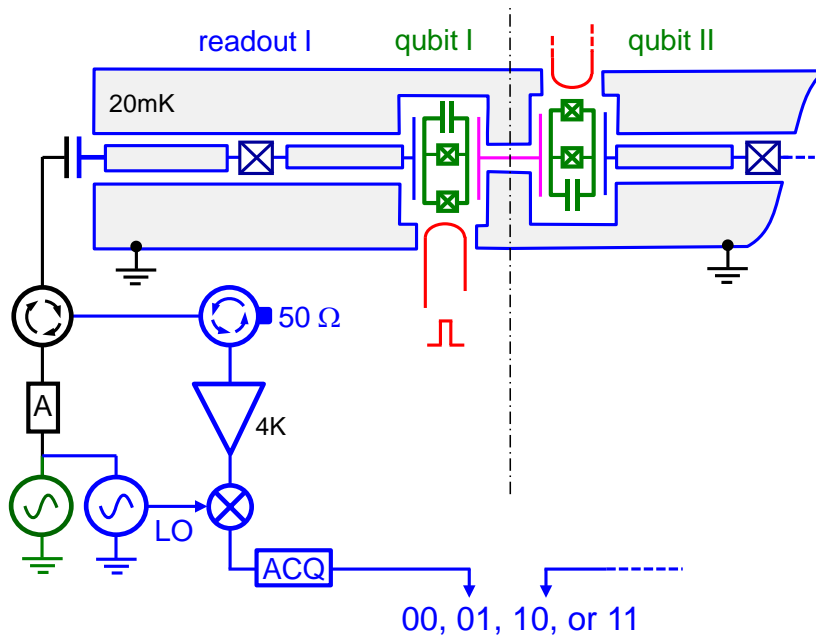 readout I
qubit I
qubit II
20mK
50 Ω
A
4K
LO
ACQ
00, 01, 10, or 11